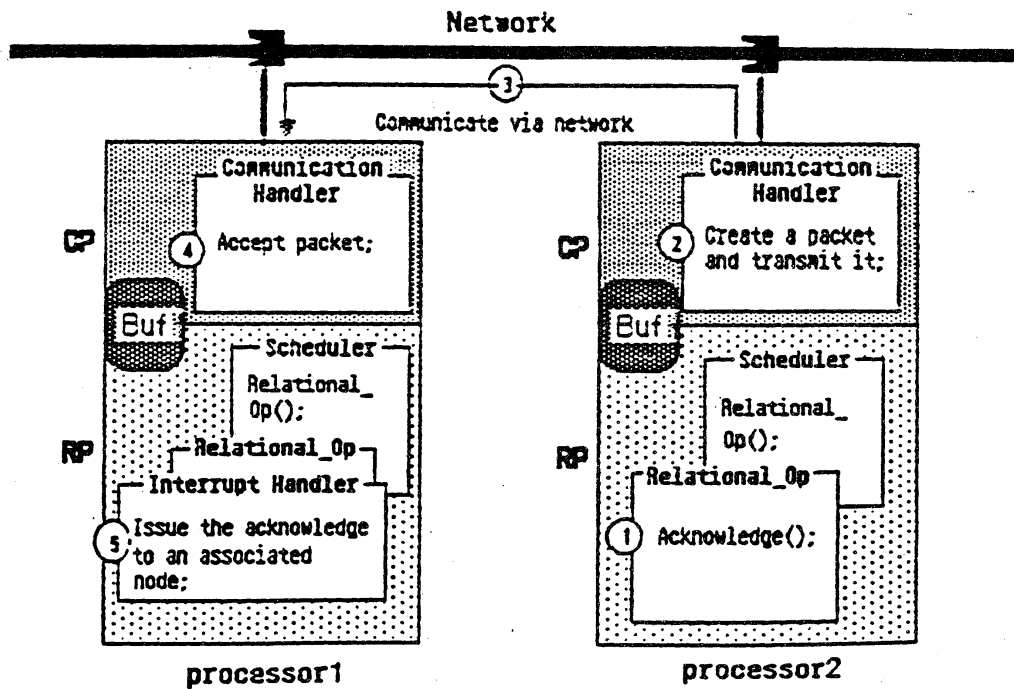 Network
3
Communicate via network
Communication
Handler
4
Accept packet;
CP
Buf
Scheduler
Relational_
Op();
RP
Relational_Op
Interrupt Handler
5
Issue the acknowledge
to an associated
node;
processor1
Communication
Handler
2
Create a packet
and transmit it;
CP
Buf
Scheduler
Relational_
Op();
RP
Relational_Op
1
Acknowledge();
processor2